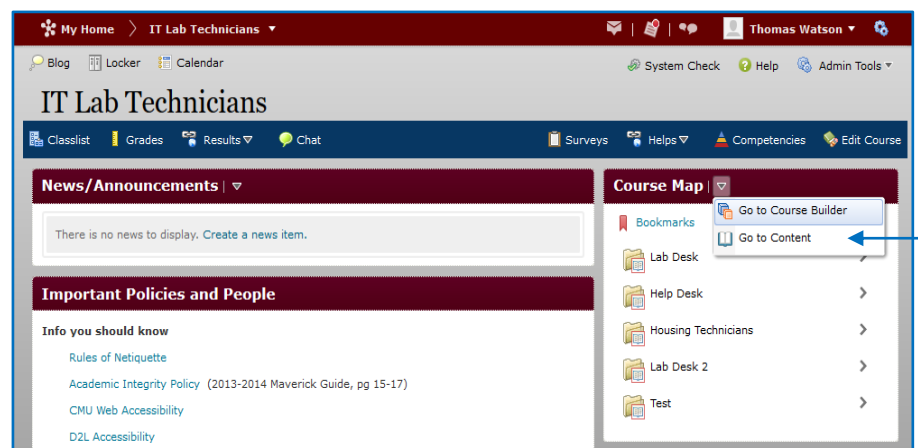 My Home > IT Lab Technicians
Thomas Watson
Blog Locker Calendar
System Check Help Admin Tools
IT Lab Technicians
Classlist Grades Results Chat
Surveys Helps Competencies Edit Course
News/Announcements
There is no news to display. Create a news item.
Important Policies and People
Info you should know
Rules of Netiquette
Academic Integrity Policy (2013-2014 Maverick Guide, pg 15-17)
CMU Web Accessibility
D2L Accessibility
Course Map
Go to Course Builder
Go to Content
Bookmarks
Lab Desk
Help Desk
Housing Technicians
Lab Desk 2
Test